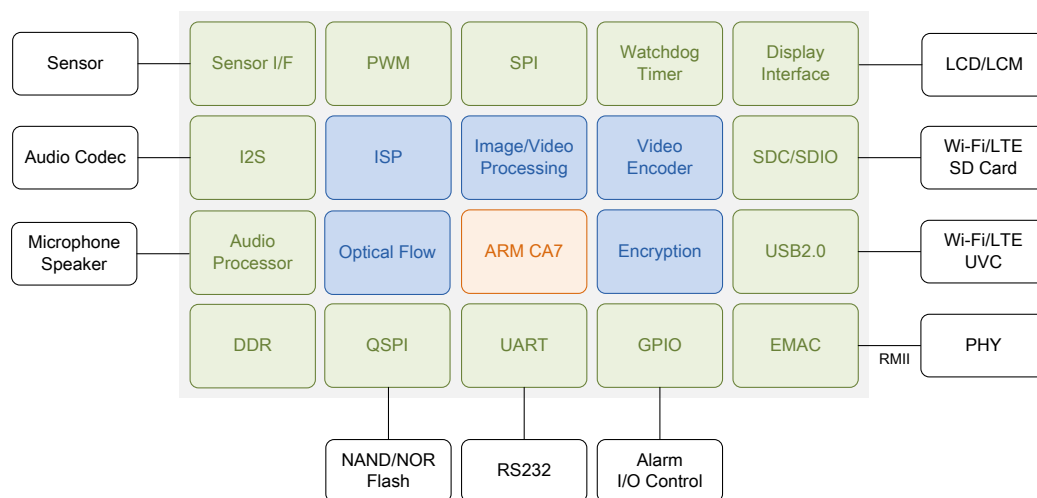 Sensor
Sensor I/F
PWM
SPI
Watchdog
Timer
Display
Interface
LCD/LCM
Audio Codec
I2S
ISP
Image/Video
Processing
Video
Encoder
SDC/SDIO
Wi-Fi/LTE
SD Card
Microphone
Speaker
Audio
Processor
Optical Flow
ARM CA7
Encryption
USB2.0
Wi-Fi/LTE
UVC
DDR
QSPI
UART
GPIO
EMAC
RMII
PHY
NAND/NOR
Flash
RS232
Alarm
I/O Control